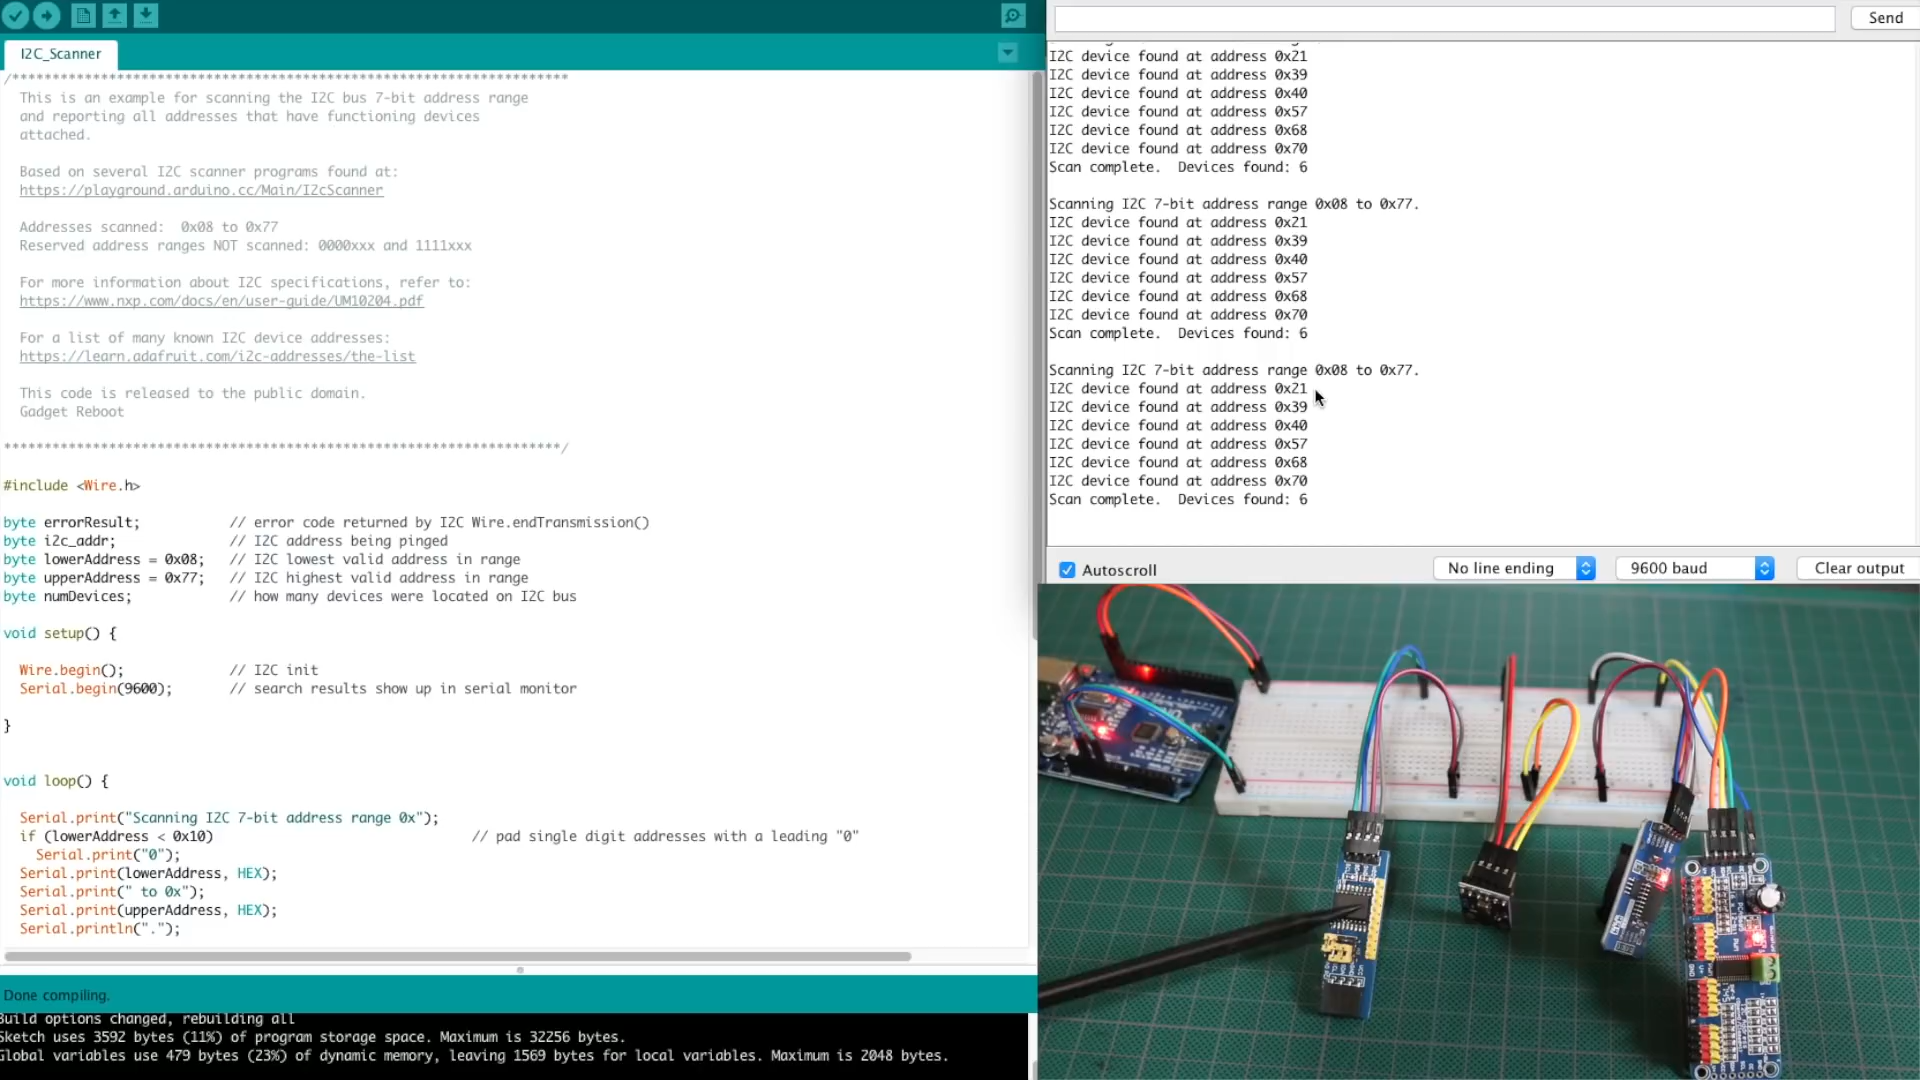 I2C_Scanner
/*********************************************************************
This is an example for scanning the I2C bus 7-bit address range
and reporting all addresses that have functioning devices
attached.
Based on several I2C scanner programs found at:
https://playground.arduino.cc/Main/I2cScanner
Addresses scanned:  0x08 to 0x77
Reserved address ranges NOT scanned: 0000xxx and 1111xxx
For more information about I2C specifications, refer to:
https://www.nxp.com/docs/en/user-guide/UM10204.pdf
For a list of many known I2C device addresses:
https://learn.adafruit.com/i2c-addresses/the-list
This code is released to the public domain.
Gadget Reboot
*********************************************************************/
#include <Wire.h>
byte errorResult;           // error code returned by I2C Wire.endTransmission()
byte i2c_addr;              // I2C address being pinged
byte lowerAddress = 0x08;   // I2C lowest valid address in range
byte upperAddress = 0x77;   // I2C highest valid address in range
byte numDevices;            // how many devices were located on I2C bus
void setup() {
Wire.begin();             // I2C init
Serial.begin(9600);       // search results show up in serial monitor
}
void loop() {
Serial.print("Scanning I2C 7-bit address range 0x");
if (lowerAddress < 0x10)                                // pad single digit addresses with a leading "0"
Serial.print("0");
Serial.print(lowerAddress, HEX);
Serial.print(" to 0x");
Serial.print(upperAddress, HEX);
Serial.println(".");
Done compiling.
Build options changed, rebuilding all
Sketch uses 3592 bytes (11%) of program storage space. Maximum is 32256 bytes.
Global variables use 479 bytes (23%) of dynamic memory, leaving 1569 bytes for local variables. Maximum is 2048 bytes.
Send
I2C device found at address 0x21
I2C device found at address 0x39
I2C device found at address 0x40
I2C device found at address 0x57
I2C device found at address 0x68
I2C device found at address 0x70
Scan complete.  Devices found: 6
Scanning I2C 7-bit address range 0x08 to 0x77.
I2C device found at address 0x21
I2C device found at address 0x39
I2C device found at address 0x40
I2C device found at address 0x57
I2C device found at address 0x68
I2C device found at address 0x70
Scan complete.  Devices found: 6
Scanning I2C 7-bit address range 0x08 to 0x77.
I2C device found at address 0x21
I2C device found at address 0x39
I2C device found at address 0x40
I2C device found at address 0x57
I2C device found at address 0x68
I2C device found at address 0x70
Scan complete.  Devices found: 6
Autoscroll
No line ending
9600 baud
Clear output